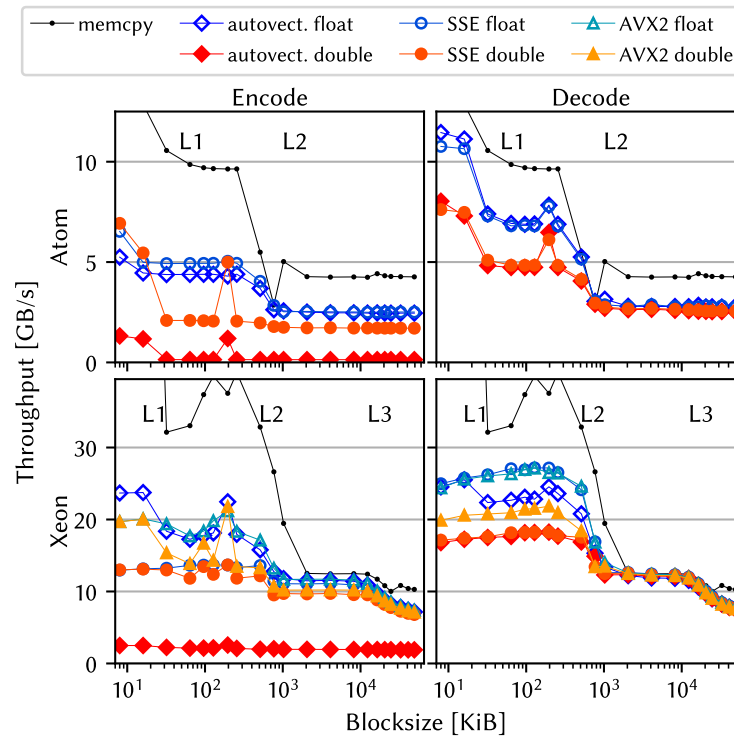 memcpy autovect. float SSE float AVX2 float
autovect. double SSE double AVX2 double
Encode Decode
L1 L2 L1 L2
10
5
0
Atom
L1 L2 L3 L1 L2 L3
30
20
10
0
Xeon
Throughput [GB/s]
10¹ 10² 10³ 10⁴ 10¹ 10² 10³ 10⁴
Blocksize [KiB]